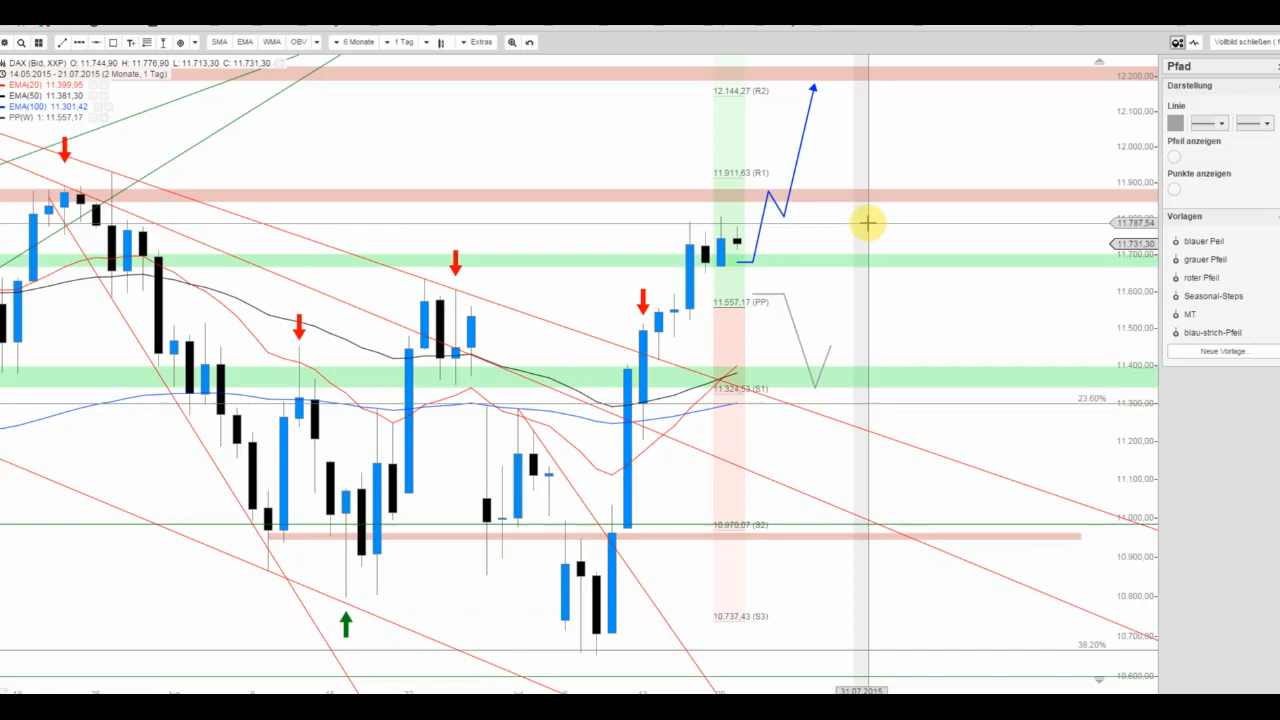 SMA EMA WMA OBV 6 Monate 1 Tag Extras Vollbild schließen (
DAX (Bid, XXP) O: 11.744,90 H: 11.776,90 L: 11.713,30 C: 11.731,30
14.05.2015 - 21.07.2015 (2 Monate, 1 Tag)
EMA(20) 11.399,95
EMA(50) 11.381,30
EMA(100) 11.301,42
PP(W) 1: 11.557,17
12.144,27 (R2)
11.911,63 (R1)
11.557,17 (PP)
11.324,53 (S1)
10.970,07 (S2)
10.737,43 (S3)
23.60%
38.20%
12.200,00
12.100,00
12.000,00
11.900,00
11.787,54
11.731,30
11.700,00
11.600,00
11.500,00
11.400,00
11.300,00
11.200,00
11.100,00
11.000,00
10.900,00
10.800,00
10.700,00
10.600,00
31.07.2015
Pfad
Darstellung
Linie
Pfeil anzeigen
Punkte anzeigen
Vorlagen
blauer Peil
grauer Pfeil
roter Pfeil
Seasonal-Steps
MT
blau-strich-Pfeil
Neue Vorlage...